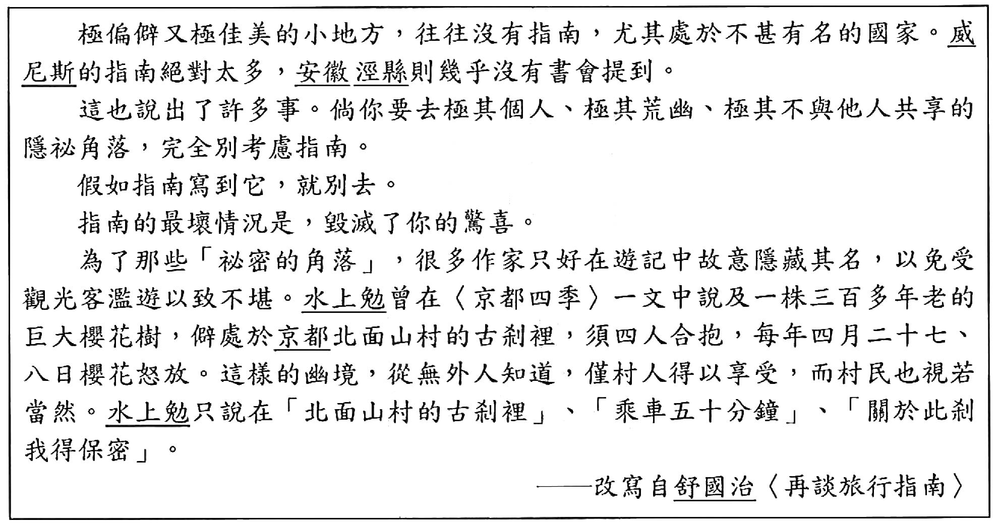 極偏僻又極佳美的小地方，往往沒有指南，尤其處於不甚有名的國家。威
尼斯的指南絕對太多，安徽涇縣則幾乎沒有書會提到。
這也說出了許多事。倘你要去極其個人、極其荒幽、極其不與他人共享的
隱祕角落，完全別考慮指南。
假如指南寫到它，就別去。
指南的最壞情況是，毀滅了你的驚喜。
為了那些「祕密的角落」，很多作家只好在遊記中故意隱藏其名，以免受
觀光客濫遊以致不堪。水上勉曾在〈京都四季〉一文中說及一株三百多年老的
巨大櫻花樹，僻處於京都北面山村的古剎裡，須四人合抱，每年四月二十七、
八日櫻花怒放。這樣的幽境，從無外人知道，僅村人得以享受，而村民也視若
當然。水上勉只說在「北面山村的古剎裡」、「乘車五十分鐘」、「關於此剎
我得保密」。
——改寫自舒國治〈再談旅行指南〉